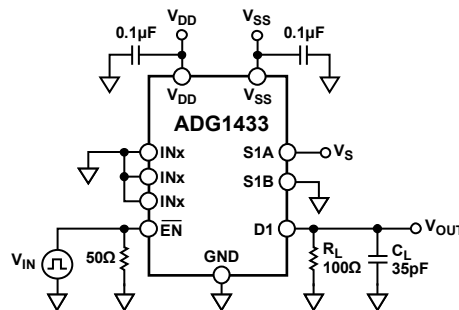 V_DD V_SS
0.1µF 0.1µF
V_DD V_SS
ADG1433
INx S1A V_S
INx S1B
INx
EN D1 V_OUT
GND
V_IN 50Ω R_L 100Ω C_L 35pF